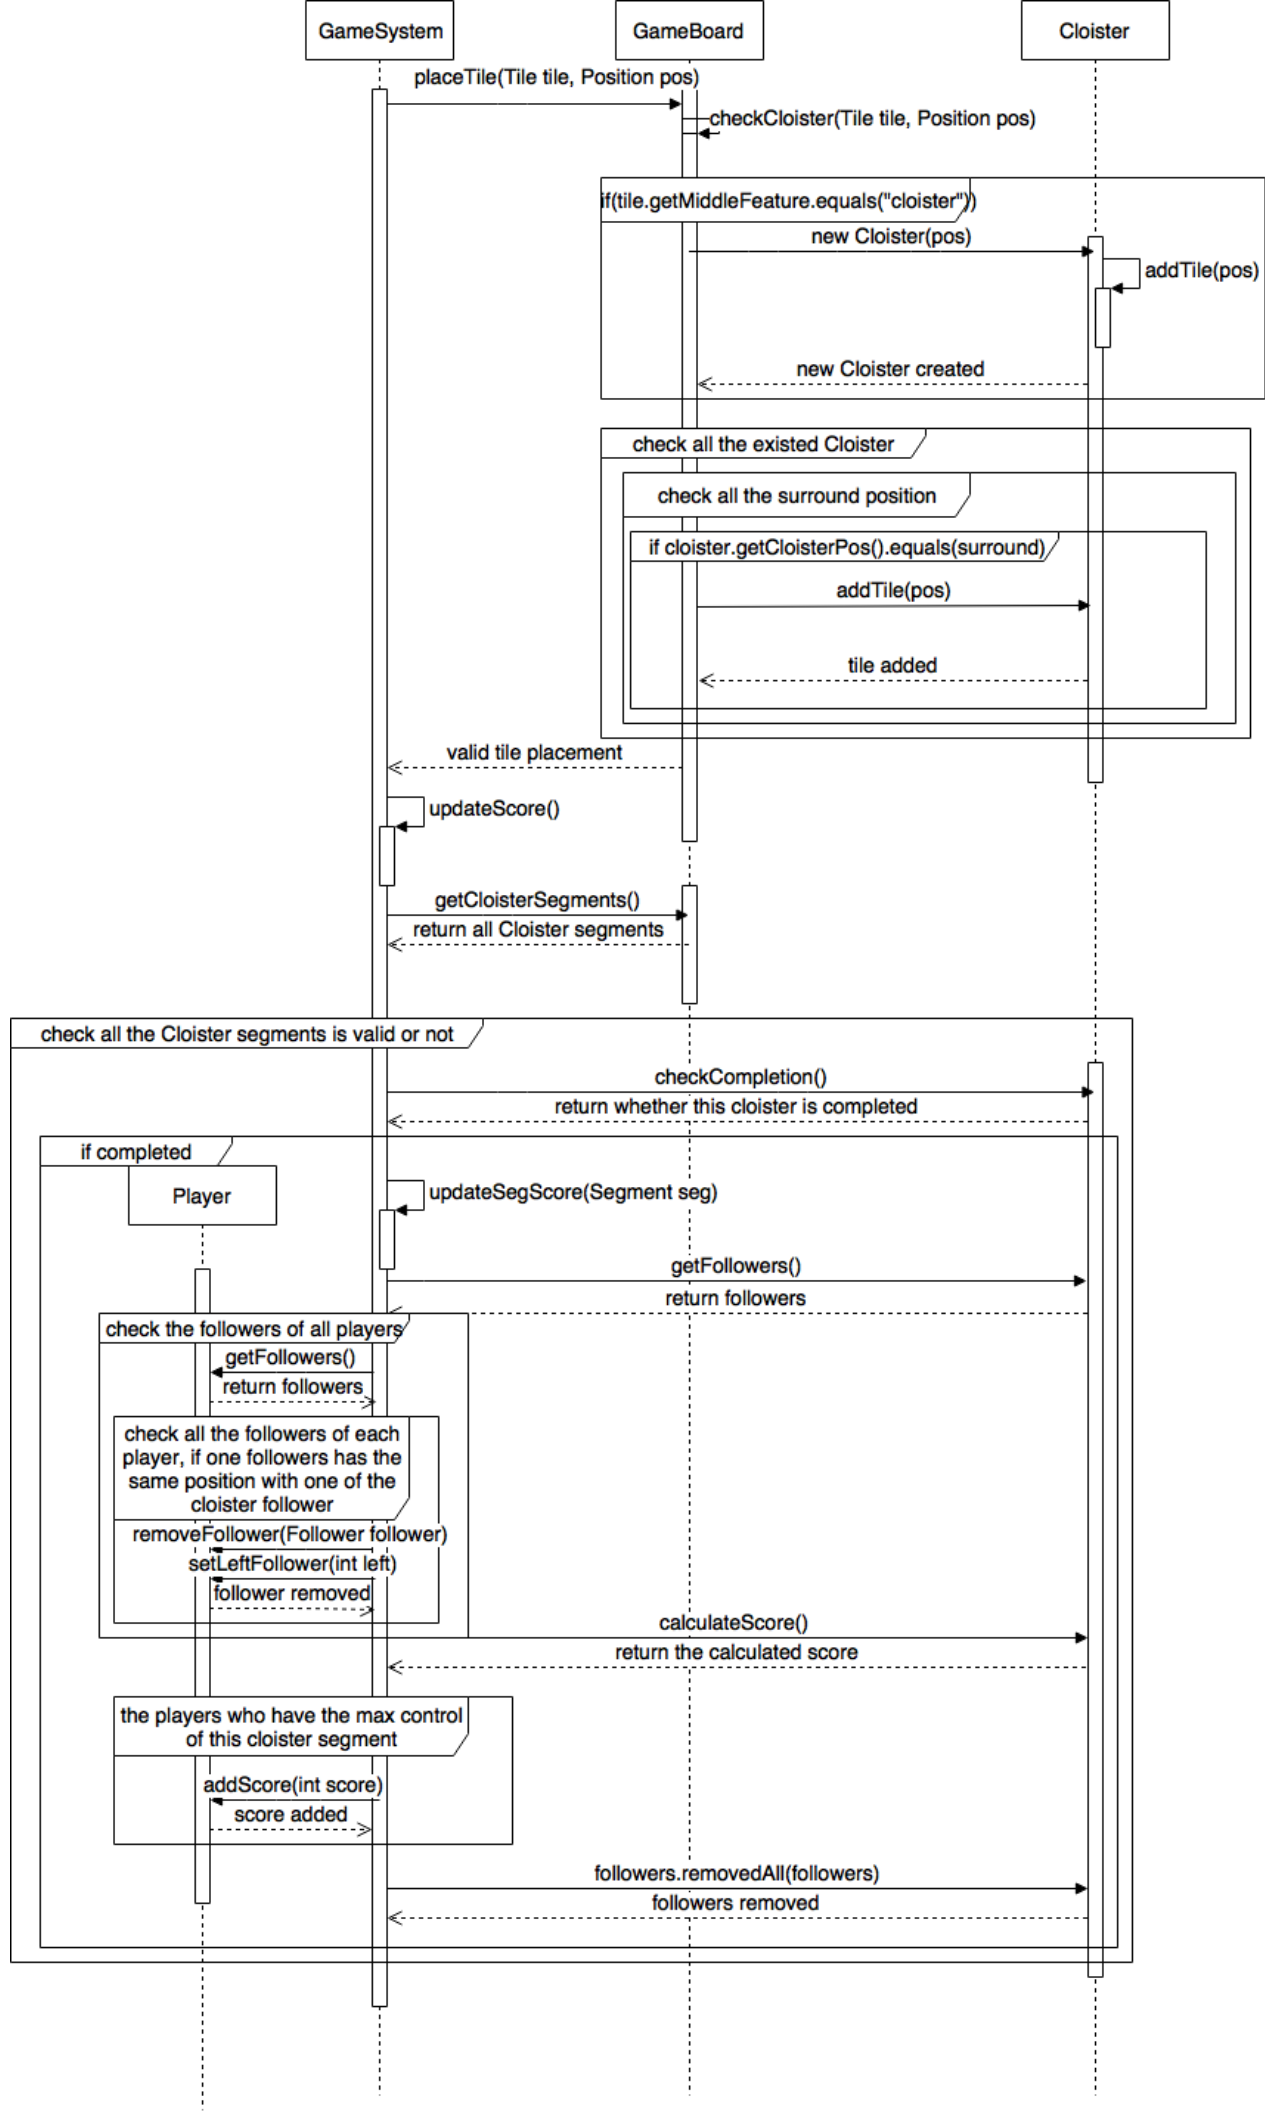 GameSystem
GameBoard
Cloister
placeTile(Tile tile, Position pos)
checkCloister(Tile tile, Position pos)
if(tile.getMiddleFeature.equals("cloister"))
new Cloister(pos)
addTile(pos)
new Cloister created
check all the existed Cloister
check all the surround position
if cloister.getCloisterPos().equals(surround)
addTile(pos)
tile added
valid tile placement
updateScore()
getCloisterSegments()
return all Cloister segments
check all the Cloister segments is valid or not
checkCompletion()
return whether this cloister is completed
if completed
Player
updateSegScore(Segment seg)
getFollowers()
return followers
check the followers of all players
getFollowers()
return followers
check all the followers of each
player, if one followers has the
same position with one of the
cloister follower
removeFollower(Follower follower)
setLeftFollower(int left)
follower removed
calculateScore()
return the calculated score
the players who have the max control
of this cloister segment
addScore(int score)
score added
followers.removedAll(followers)
followers removed